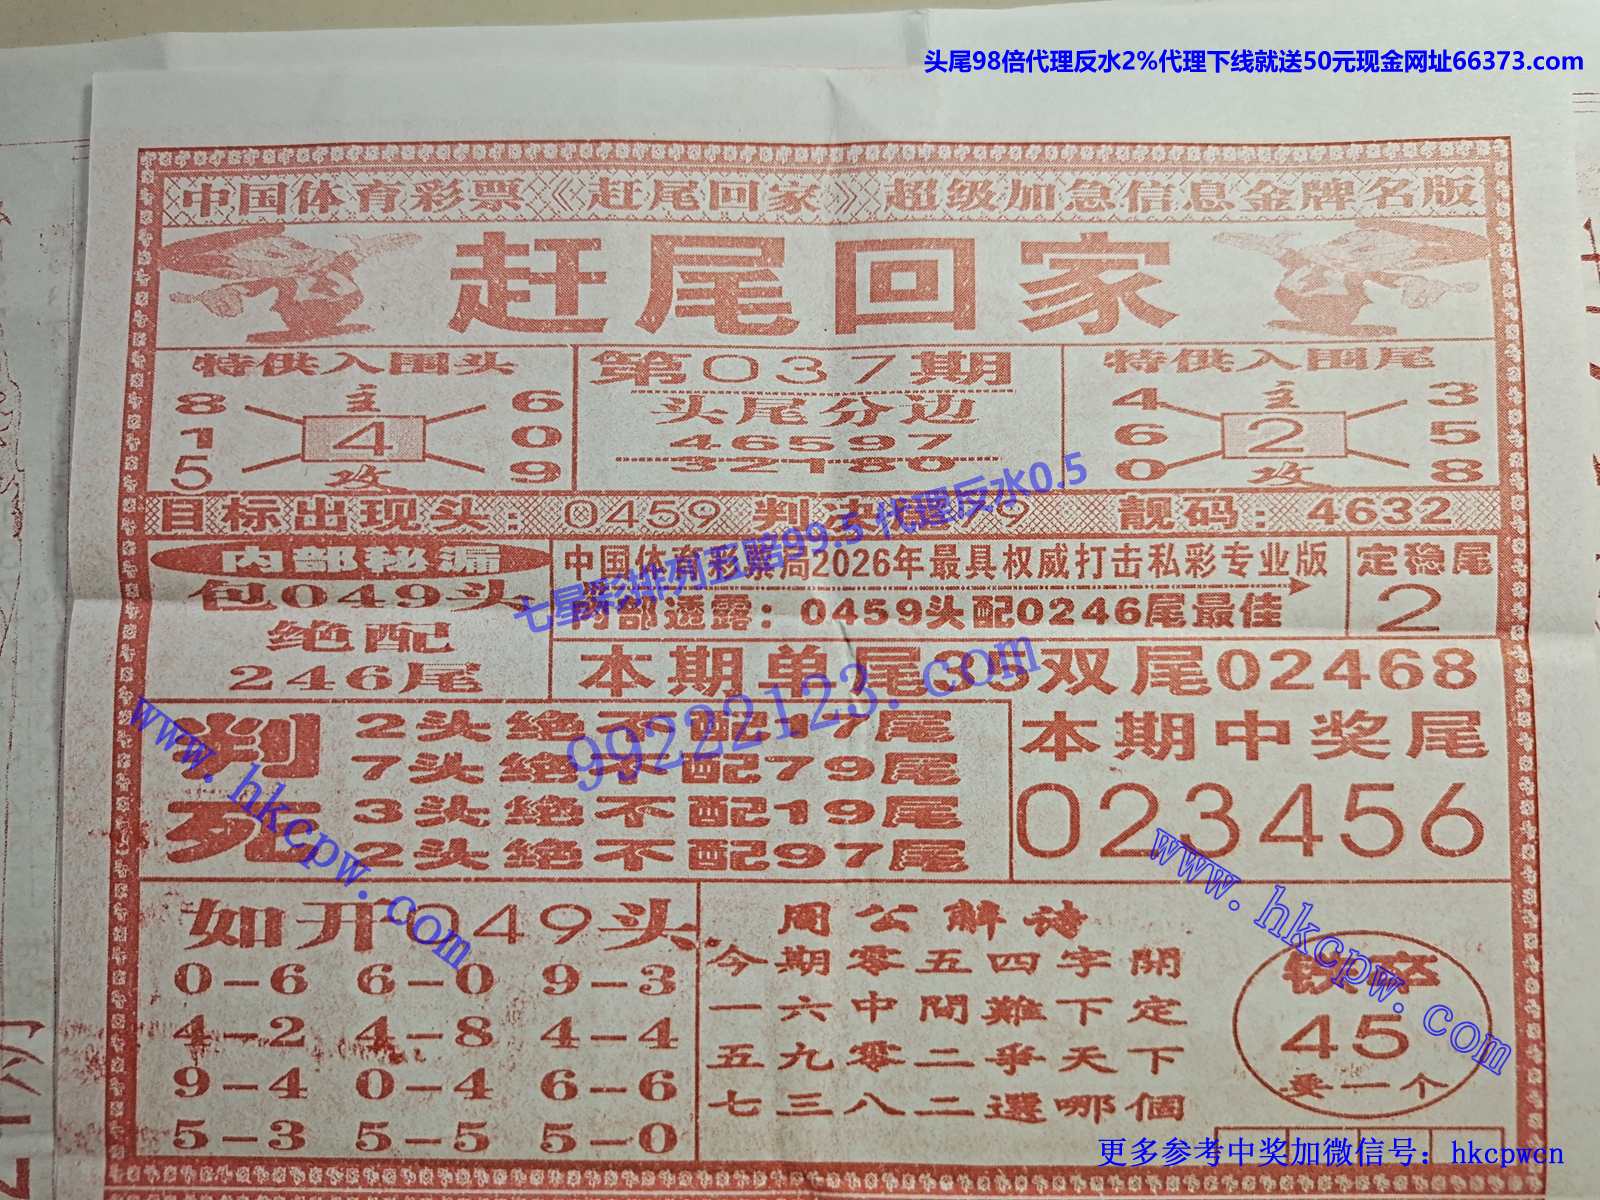 头尾98倍代理反水2%代理下线就送50元现金网址66373.com
中国体育彩票《赶尾回家》超级加急信息金牌名版
赶尾回家
特供入围头
8 主 6
1 4 0
5 攻 9
第037期
头尾分边
46597
32180
特供入围尾
4 主 3
6 2 5
0 攻 8
目标出现头：0459 判决 9 靓码：4632
七星彩排列五赔99.5 代理反水0.5
内部秘漏
包049头
绝配
246尾
中国体育彩票局2026年最具权威打击私彩专业版
内部透露：0459头配0246尾最佳
定稳尾
2
本期单尾35双尾02468
99222123.com
判死
2头绝不配17尾
7头绝不配79尾
3头绝不配19尾
2头绝不配97尾
本期中奖尾
023456
www.hkcpw.com
www.hkcpw.com
如开049头
0-6 6-0 9-3
4-2 4-8 4-4
9-4 0-4 6-6
5-3 5-5 5-0
周公解诗
今期零五四字開
一六中間難下定
五九零二爭天下
七三八二選哪個
45
卖一个
更多参考中奖加微信号：hkcpwcn